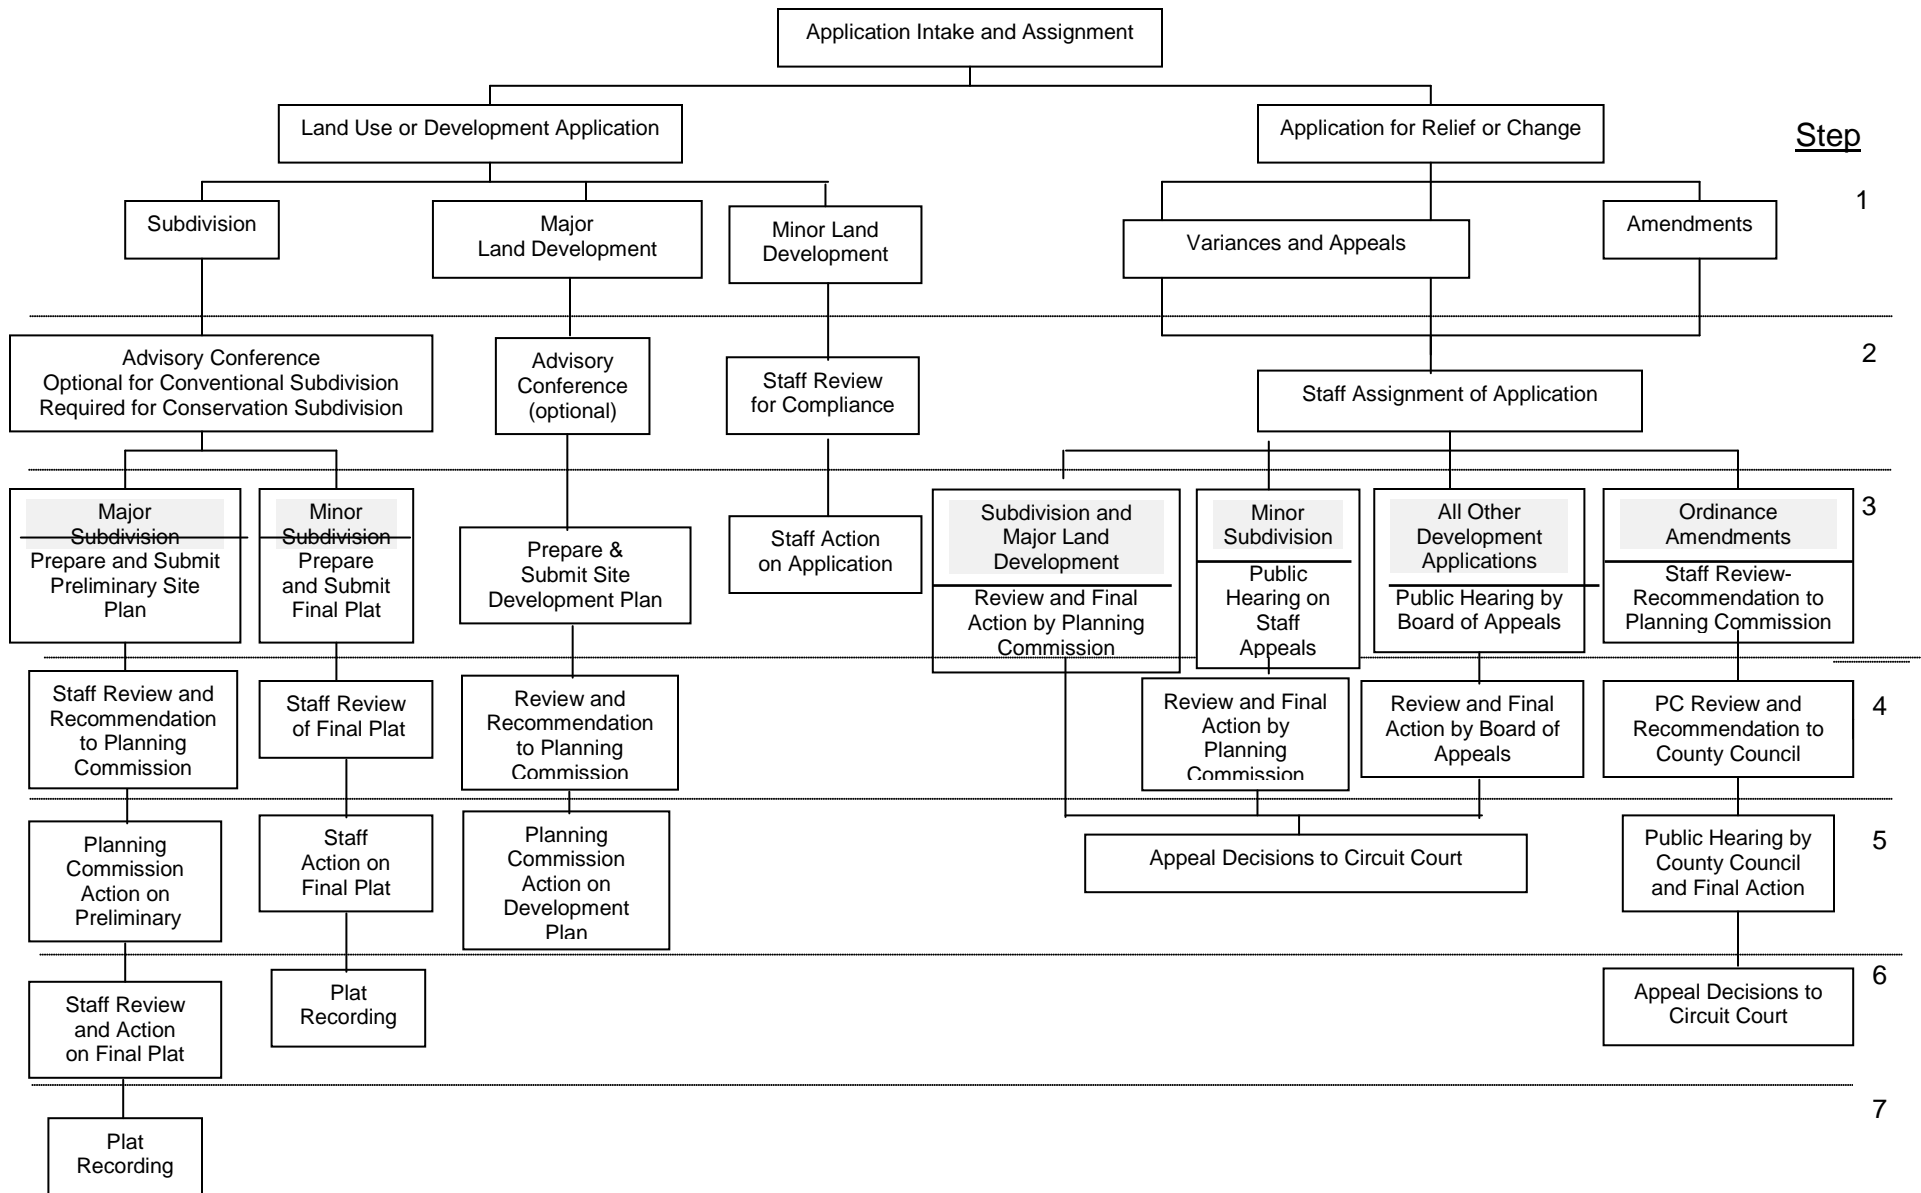 Application Intake and Assignment
Land Use or Development Application
Application for Relief or Change
Step
1
Subdivision
Major
Land Development
Minor Land
Development
Variances and Appeals
Amendments
2
Advisory Conference
Optional for Conventional Subdivision
Required for Conservation Subdivision
Advisory
Conference
(optional)
Staff Review
for Compliance
Staff Assignment of Application
3
Major
Subdivision
Prepare and Submit
Preliminary Site
Plan
Minor
Subdivision
Prepare
and Submit
Final Plat
Prepare &
Submit Site
Development Plan
Staff Action
on Application
Subdivision and
Major Land
Development
Review and Final
Action by Planning
Commission
Minor
Subdivision
Public
Hearing on
Staff
Appeals
All Other
Development
Applications
Public Hearing by
Board of Appeals
Ordinance
Amendments
Staff Review-
Recommendation to
Planning Commission
4
Staff Review and
Recommendation
to Planning
Commission
Staff Review
of Final Plat
Review and
Recommendation
to Planning
Commission
Review and Final
Action by
Planning
Commission
Review and Final
Action by Board of
Appeals
PC Review and
Recommendation to
County Council
5
Planning
Commission
Action on
Preliminary
Staff
Action on
Final Plat
Planning
Commission
Action on
Development
Plan
Appeal Decisions to Circuit Court
Public Hearing by
County Council
and Final Action
6
Staff Review
and Action
on Final Plat
Plat
Recording
Appeal Decisions to
Circuit Court
7
Plat
Recording